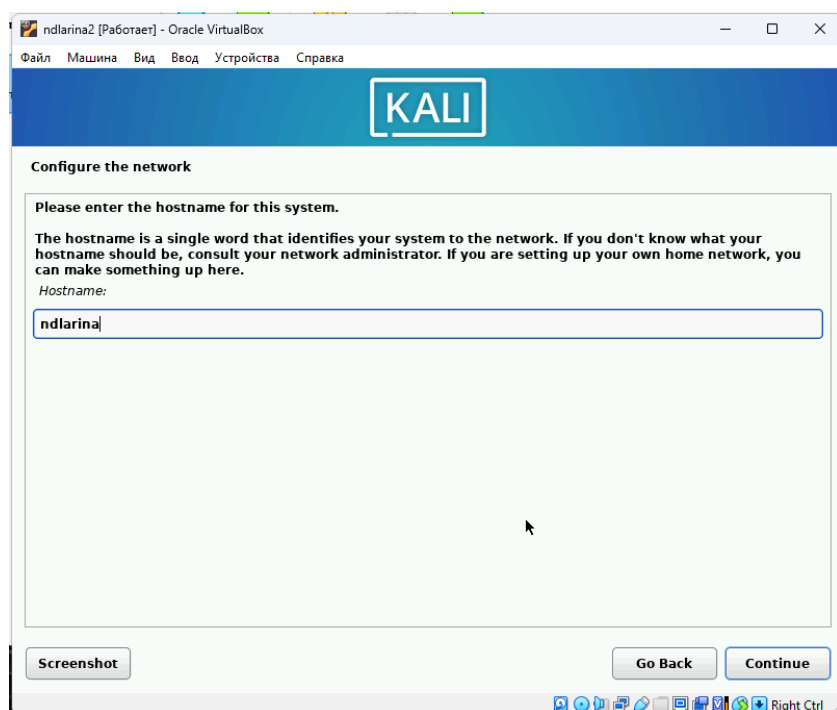 ndlarina2 [Работает] - Oracle VirtualBox
Файл Машина Вид Ввод Устройства Справка
KALI
Configure the network
Please enter the hostname for this system.
The hostname is a single word that identifies your system to the network. If you don't know what your
hostname should be, consult your network administrator. If you are setting up your own home network, you
can make something up here.
Hostname:
ndlarina
Screenshot Go Back Continue
Right Ctrl